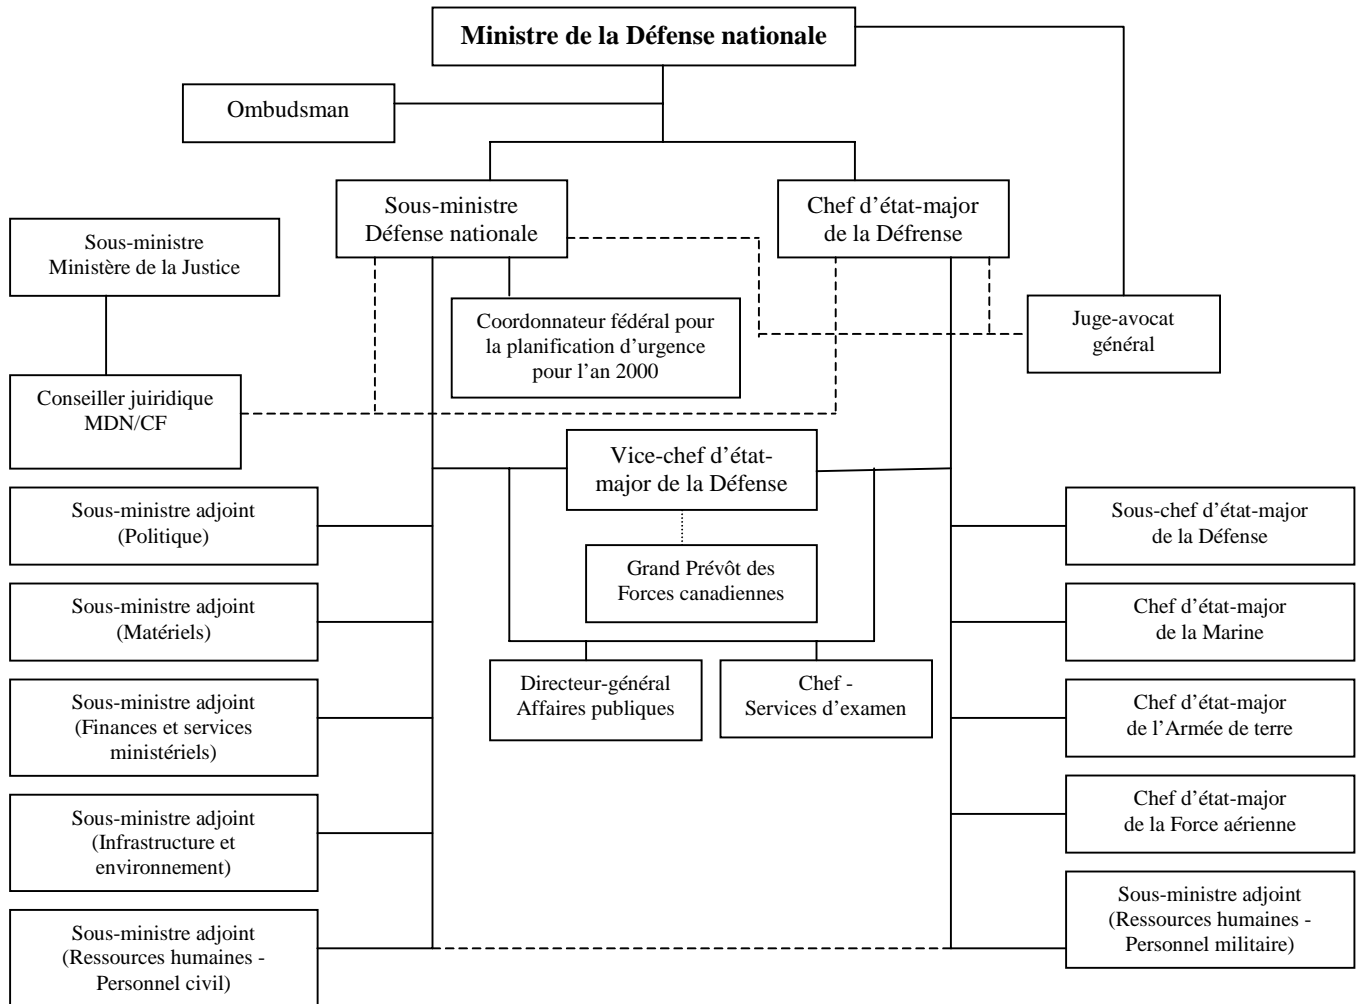 Ministre de la Défense nationale
Ombudsman
Sous-ministre
Défense nationale
Chef d'état-major
de la Défrense
Sous-ministre
Ministère de la Justice
Coordonnateur fédéral pour
la planification d'urgence
pour l'an 2000
Juge-avocat
général
Conseiller juiridique
MDN/CF
Vice-chef d'état-
major de la Défense
Sous-ministre adjoint
(Politique)
Sous-chef d'état-major
de la Défense
Grand Prévôt des
Forces canadiennes
Sous-ministre adjoint
(Matériels)
Chef d'état-major
de la Marine
Directeur-général
Affaires publiques
Chef -
Services d'examen
Sous-ministre adjoint
(Finances et services
ministériels)
Chef d'état-major
de l'Armée de terre
Sous-ministre adjoint
(Infrastructure et
environnement)
Chef d'état-major
de la Force aérienne
Sous-ministre adjoint
(Ressources humaines -
Personnel civil)
Sous-ministre adjoint
(Ressources humaines -
Personnel militaire)